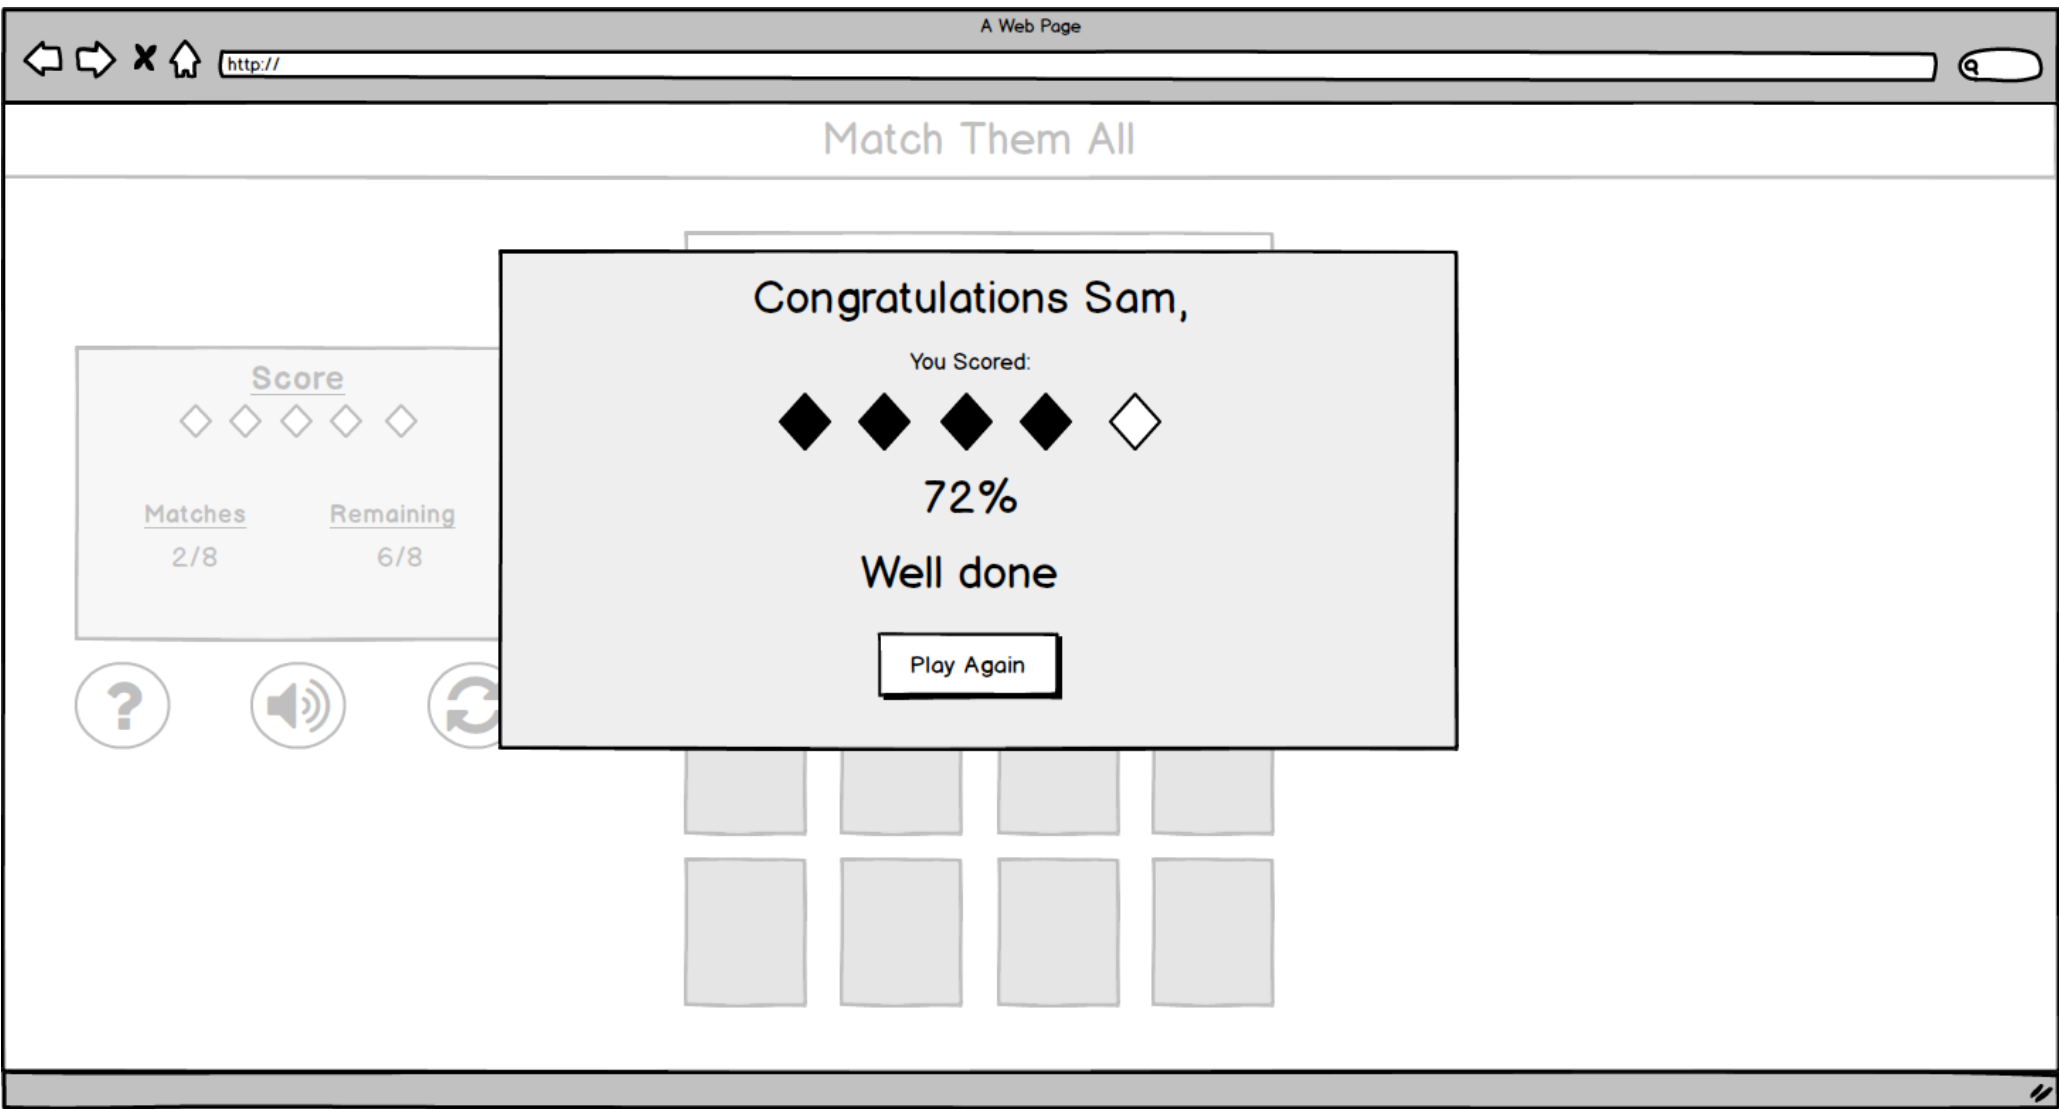 A Web Page
http://
Match Them All
Congratulations Sam,
You Scored:
72%
Well done
Play Again
Score
Matches Remaining
2/8 6/8
?